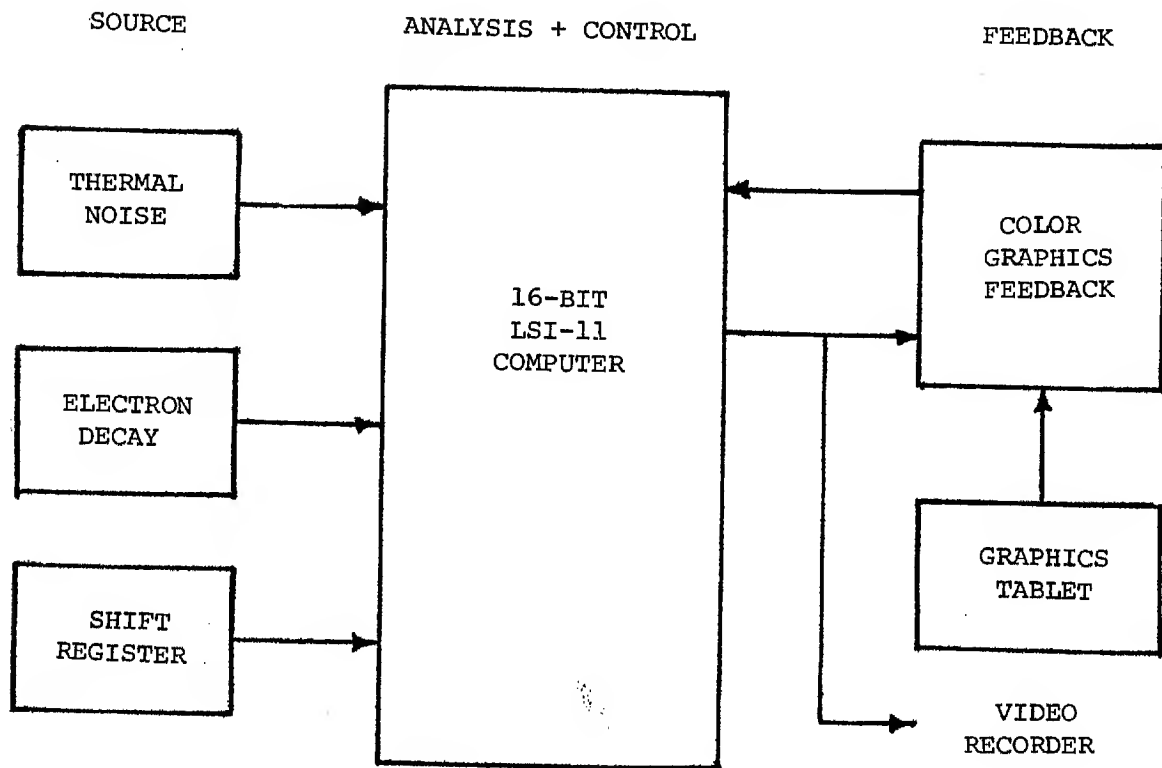 SOURCE
ANALYSIS + CONTROL
FEEDBACK
THERMAL
NOISE
ELECTRON
DECAY
SHIFT
REGISTER
16-BIT
LSI-11
COMPUTER
COLOR
GRAPHICS
FEEDBACK
GRAPHICS
TABLET
VIDEO
RECORDER